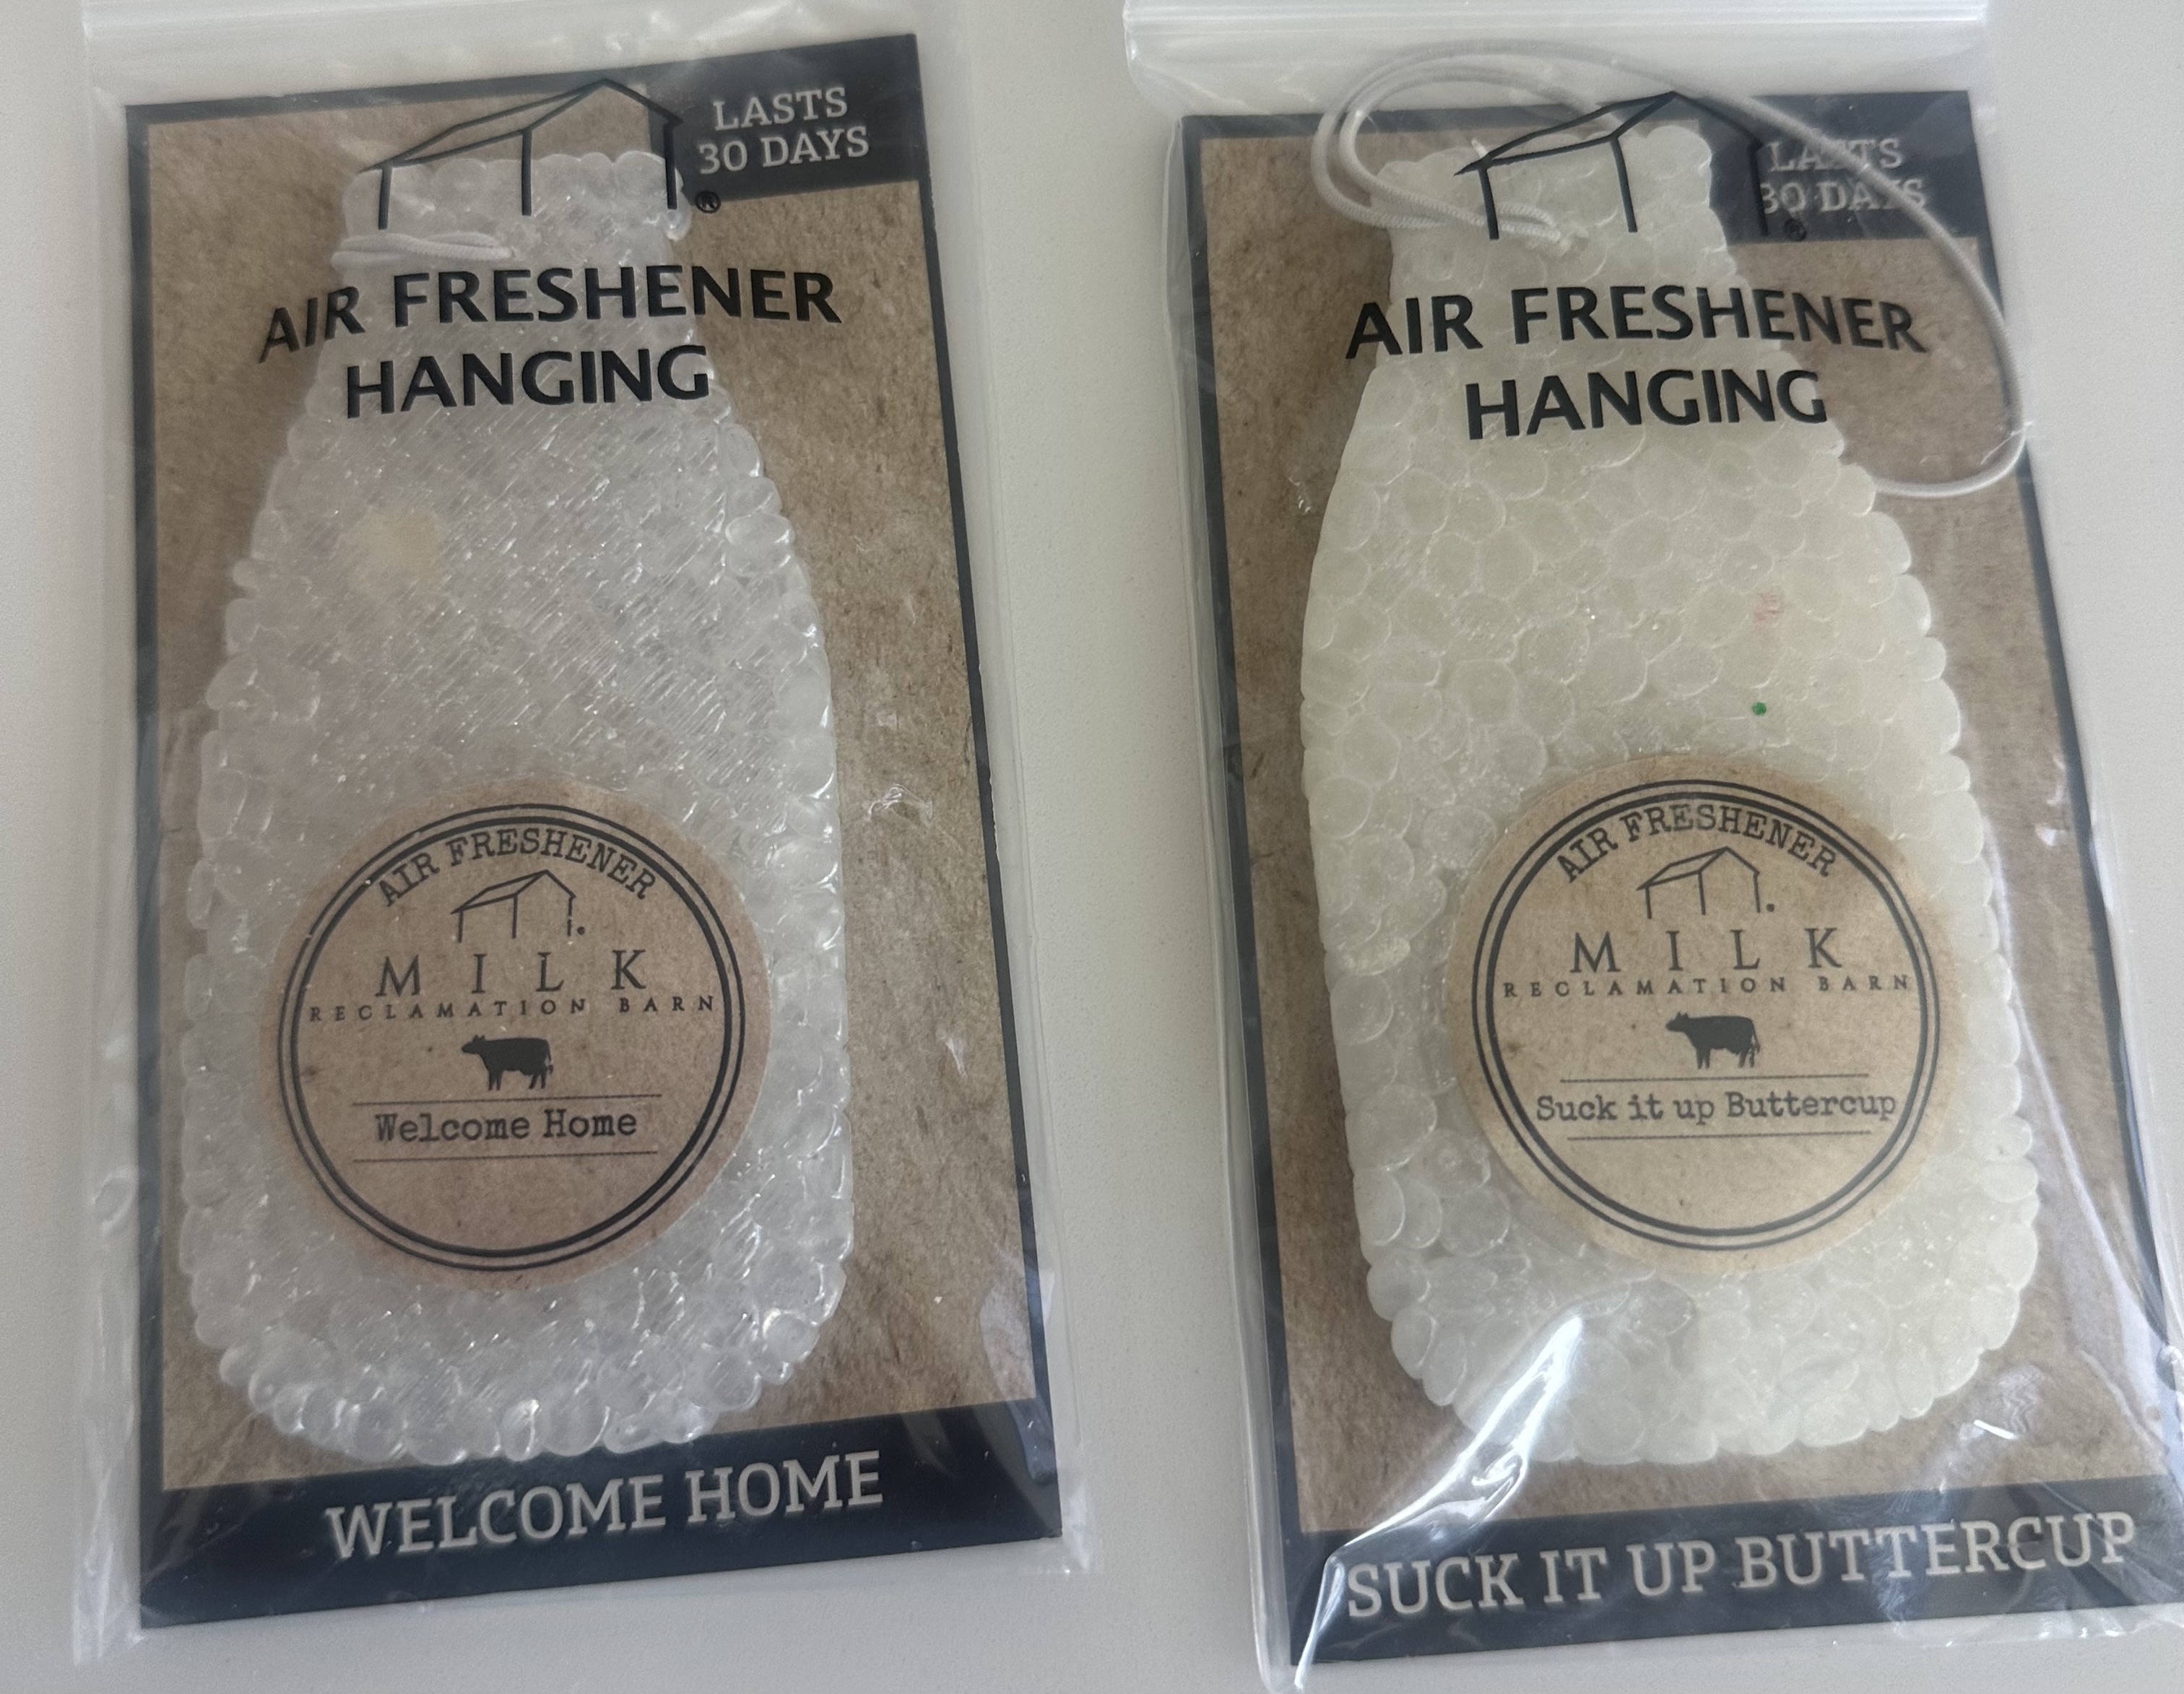 LASTS
30 DAYS
®
AIR FRESHENER
HANGING
AIR FRESHENER
MILK
RECLAMATION BARN
Welcome Home
WELCOME HOME
LASTS
30 DAYS
®
AIR FRESHENER
HANGING
AIR FRESHENER
MILK
RECLAMATION BARN
Suck it up Buttercup
SUCK IT UP BUTTERCUP